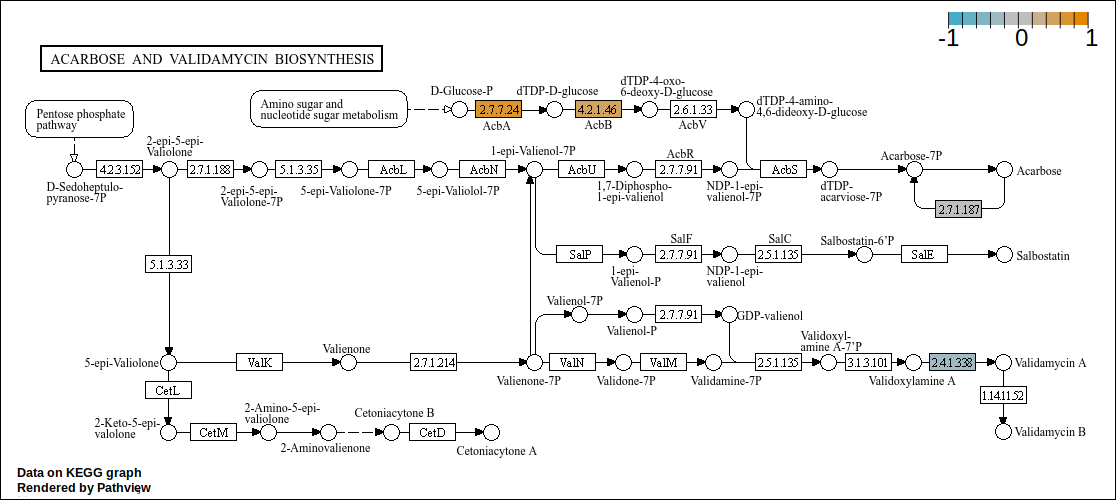 -1 0 1
ACARBOSE AND VALIDAMYCIN BIOSYNTHESIS
Pentose phosphate
pathway
Amino sugar and
nucleotide sugar metabolism
D-Glucose-P
2.7.7.24
AcbA
dTDP-D-glucose
4.2.1.46
AcbB
dTDP-4-oxo-
6-deoxy-D-glucose
2.6.1.33
AcbV
dTDP-4-amino-
4,6-dideoxy-D-glucose
D-Sedoheptulo-
pyranose-7P
4.2.3.152
2-epi-5-epi-
Valiolone
2.7.1.188
2-epi-5-epi-
Valiolone-7P
5.1.3.35
5-epi-Valiolone-7P
AcbL
5-epi-Valiolol-7P
AcbN
1-epi-Valienol-7P
AcbU
1,7-Diphospho-
1-epi-valienol
AcbR
2.7.7.91
NDP-1-epi-
valienol-7P
AcbS
dTDP-
acarviose-7P
Acarbose-7P
Acarbose
2.7.1.187
5.1.3.33
SalP
1-epi-
Valienol-P
SalF
2.7.7.91
NDP-1-epi-
valienol
SalC
2.5.1.135
Salbostatin-6'P
SalE
Salbostatin
Valienol-7P
Valienol-P
2.7.7.91
GDP-valienol
5-epi-Valiolone
ValK
Valienone
2.7.1.214
Valienone-7P
ValN
Validone-7P
ValM
Validamine-7P
2.5.1.135
Validoxyl-
amine A-7'P
3.1.3.101
Validoxylamine A
2.4.1.338
Validamycin A
1.14.11.52
Validamycin B
CetL
2-Keto-5-epi-
valolone
CetM
2-Amino-5-epi-
valiolone
2-Aminovalienone
Cetoniacytone B
CetD
Cetoniacytone A
Data on KEGG graph
Rendered by Pathview